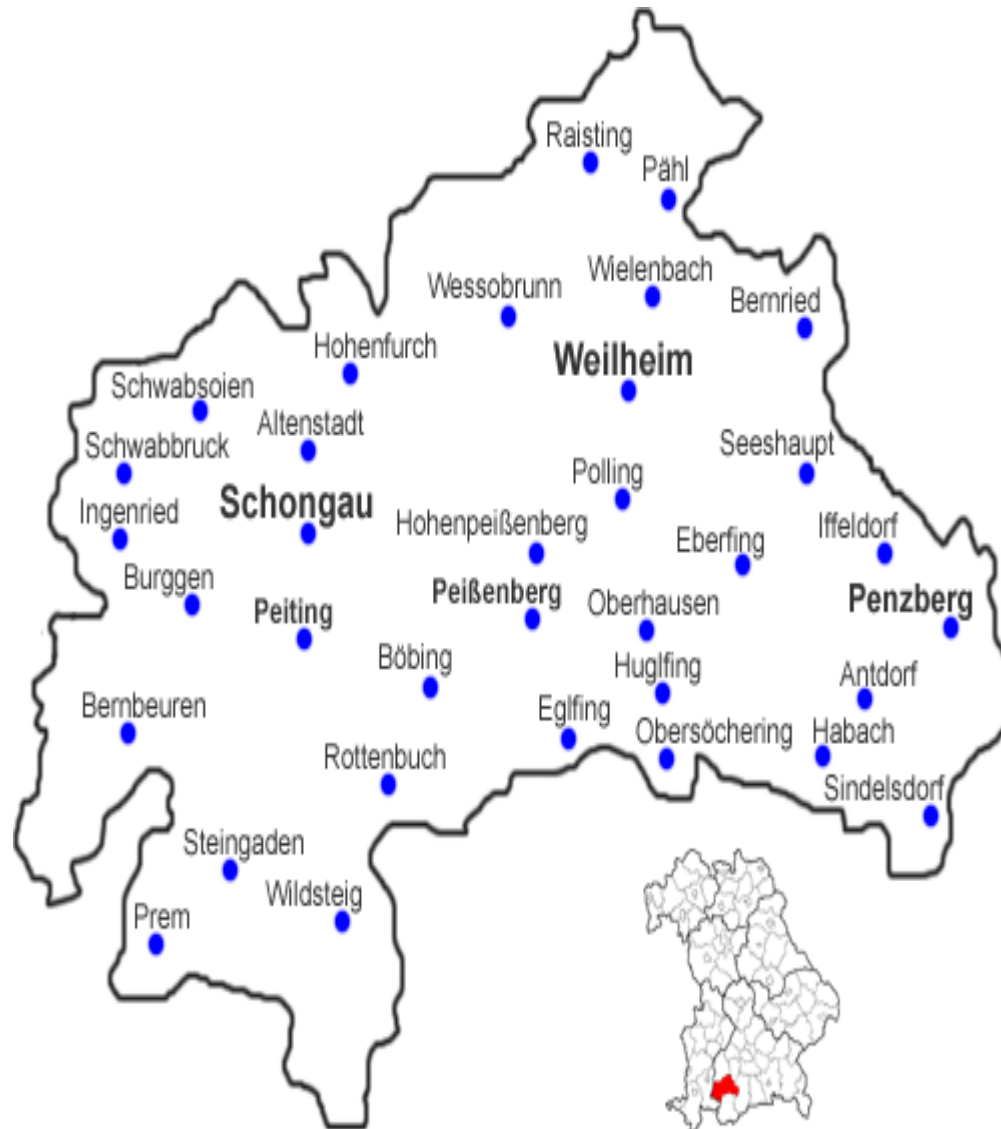 Raisting
Pähl
Wielenbach
Wessobrunn
Bernried
Hohenfurch
Weilheim
Schwabsoien
Altenstadt
Schwabbruck
Seeshaupt
Polling
Schongau
Ingenried
Hohenpeißenberg
Iffeldorf
Eberfing
Burggen
Peiting
Peißenberg
Oberhausen
Penzberg
Böbing
Huglfing
Antdorf
Bernbeuren
Eglfing
Obersöchering
Habach
Rottenbuch
Sindelsdorf
Steingaden
Wildsteig
Prem